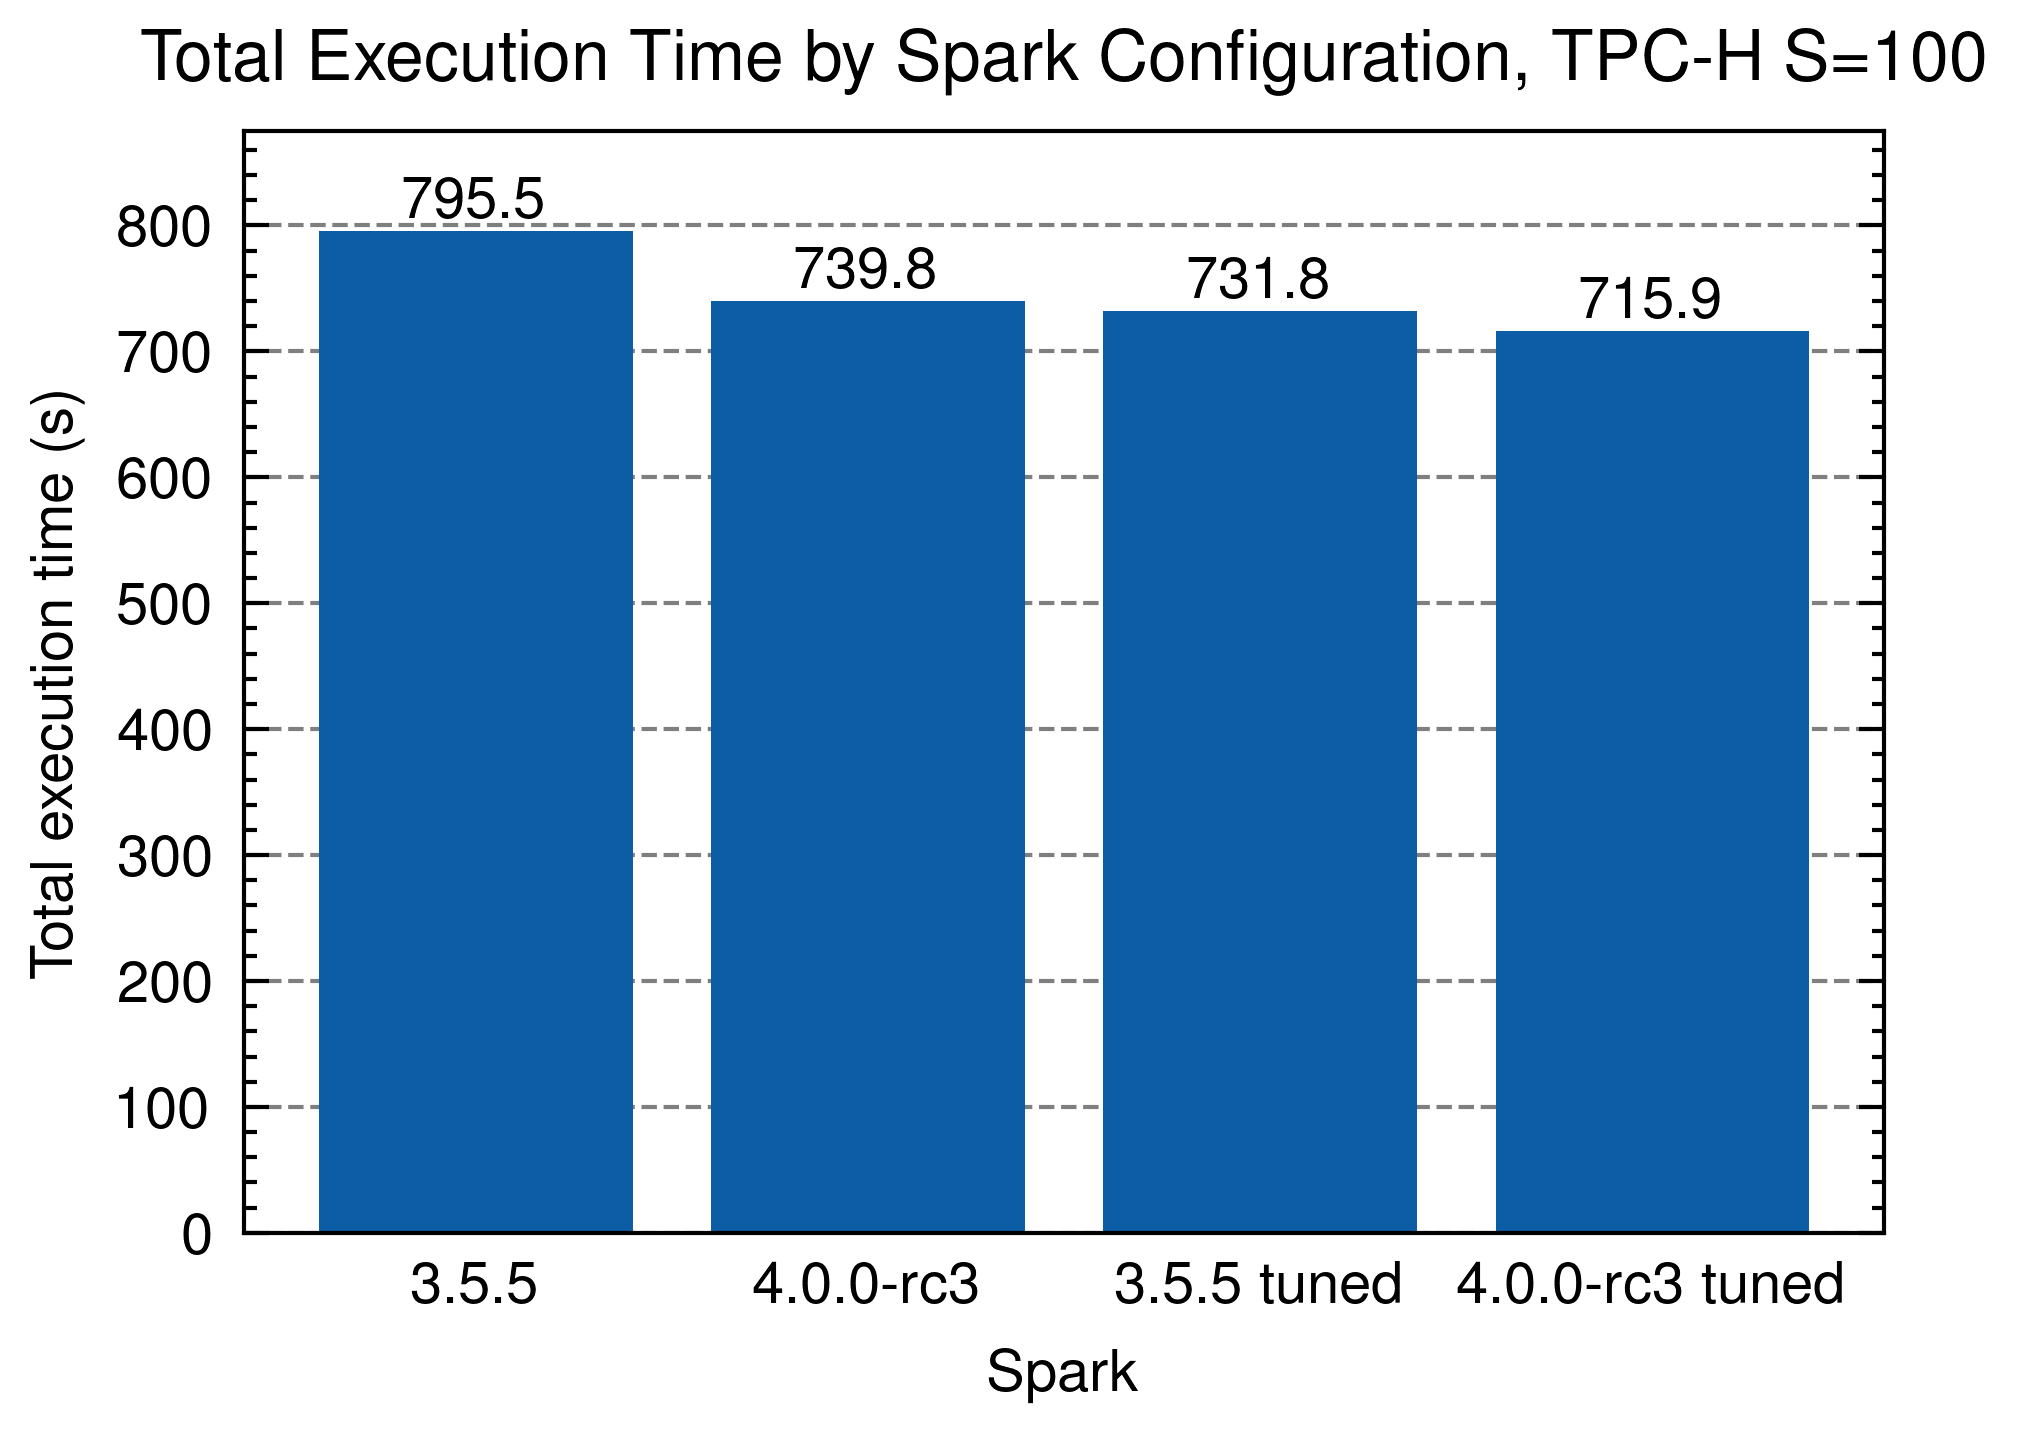 Total Execution Time by Spark Configuration, TPC-H S=100
Total execution time (s)
800
700
600
500
400
300
200
100
0
795.5
739.8
731.8
715.9
3.5.5
4.0.0-rc3
3.5.5 tuned
4.0.0-rc3 tuned
Spark